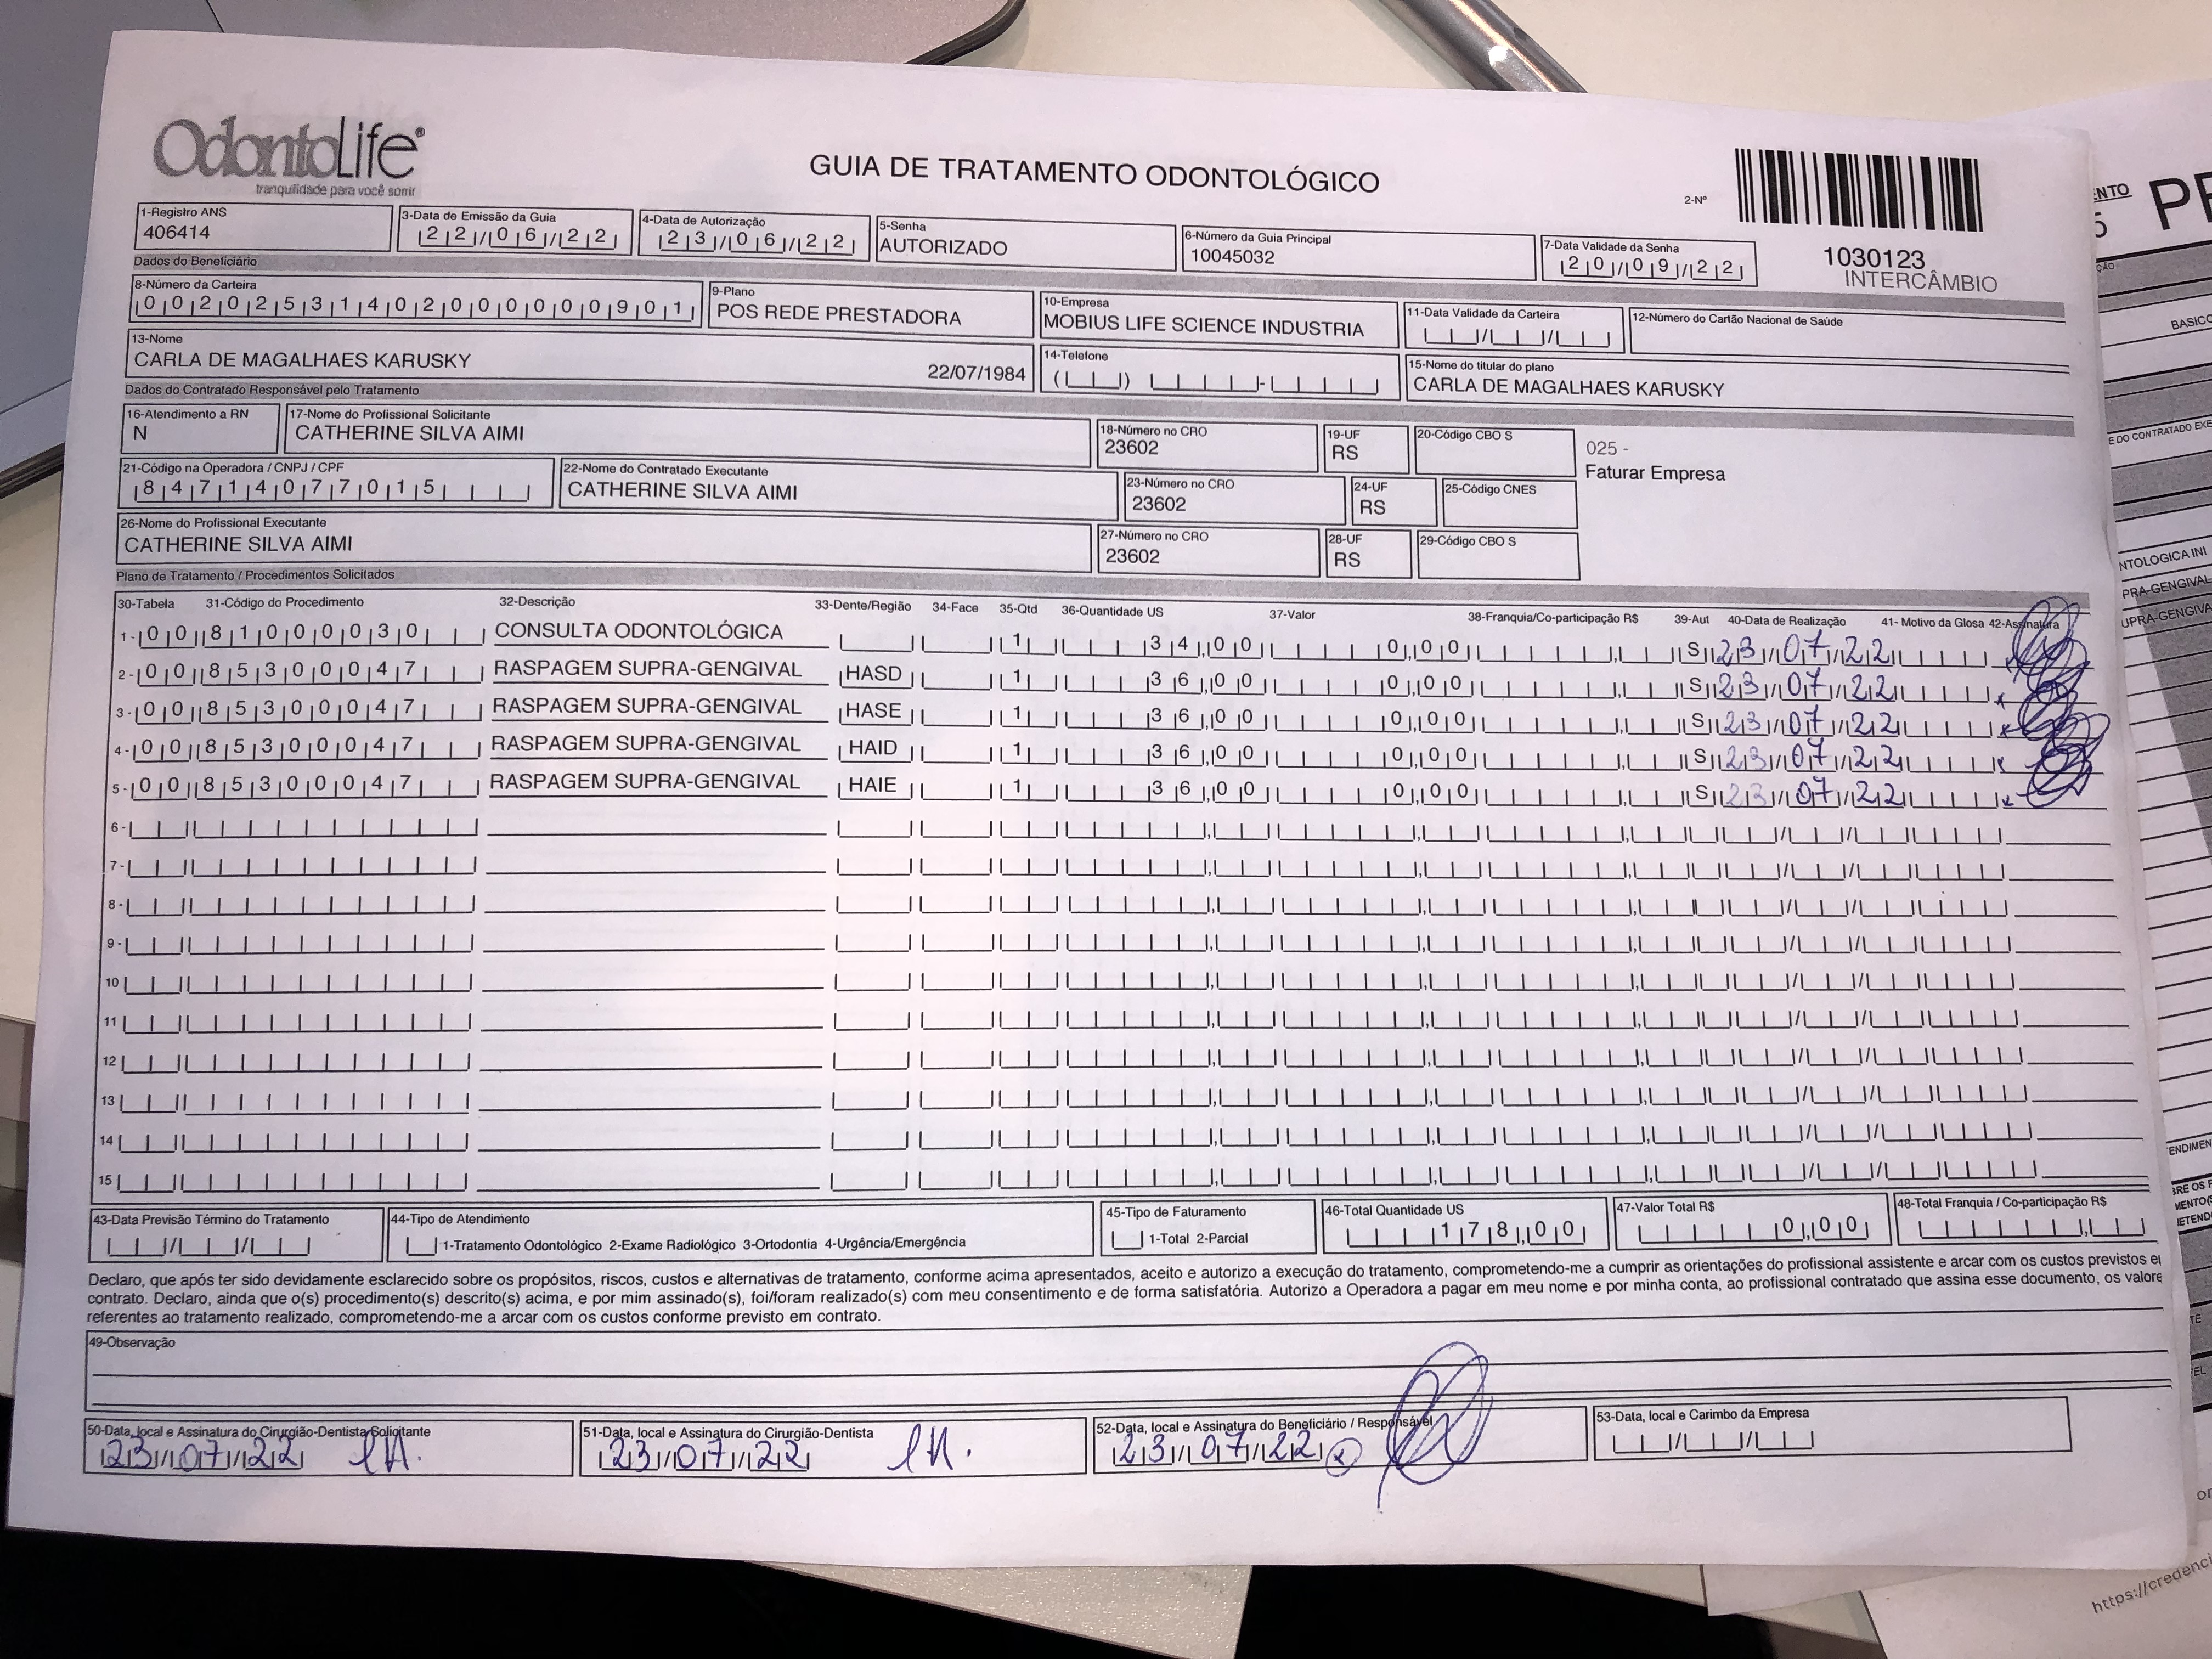 OdontoLife®
tranquilidade para você sorrir
GUIA DE TRATAMENTO ODONTOLÓGICO
2-Nº
1030123
INTERCÂMBIO
1-Registro ANS
406414
3-Data de Emissão da Guia
22/06/22
4-Data de Autorização
23/06/22
5-Senha
AUTORIZADO
6-Número da Guia Principal
10045032
7-Data Validade da Senha
20/09/22
Dados do Beneficiário
8-Número da Carteira
00202531402000000901
9-Plano
POS REDE PRESTADORA
10-Empresa
MOBIUS LIFE SCIENCE INDUSTRIA
11-Data Validade da Carteira
12-Número do Cartão Nacional de Saúde
13-Nome
CARLA DE MAGALHAES KARUSKY 22/07/1984
14-Telefone
15-Nome do titular do plano
CARLA DE MAGALHAES KARUSKY
Dados do Contratado Responsável pelo Tratamento
16-Atendimento a RN
N
17-Nome do Profissional Solicitante
CATHERINE SILVA AIMI
18-Número no CRO
23602
19-UF
RS
20-Código CBO S
025 -
Faturar Empresa
21-Código na Operadora / CNPJ / CPF
84714077015
22-Nome do Contratado Executante
CATHERINE SILVA AIMI
23-Número no CRO
23602
24-UF
RS
25-Código CNES
26-Nome do Profissional Executante
CATHERINE SILVA AIMI
27-Número no CRO
23602
28-UF
RS
29-Código CBO S
Plano de Tratamento / Procedimentos Solicitados
30-Tabela 31-Código do Procedimento 32-Descrição 33-Dente/Região 34-Face 35-Qtd 36-Quantidade US 37-Valor 38-Franquia/Co-participação R$ 39-Aut 40-Data de Realização 41- Motivo da Glosa 42-Assinatura
1- 00 81000030 CONSULTA ODONTOLÓGICA 1 34,00 0,00 S 23/07/22
2- 00 85300047 RASPAGEM SUPRA-GENGIVAL HASD 1 36,00 0,00 S 23/07/22
3- 00 85300047 RASPAGEM SUPRA-GENGIVAL HASE 1 36,00 0,00 S 23/07/22
4- 00 85300047 RASPAGEM SUPRA-GENGIVAL HAID 1 36,00 0,00 S 23/07/22
5- 00 85300047 RASPAGEM SUPRA-GENGIVAL HAIE 1 36,00 0,00 S 23/07/22
6-
7-
8-
9-
10
11
12
13
14
15
43-Data Previsão Término do Tratamento
44-Tipo de Atendimento
1-Tratamento Odontológico 2-Exame Radiológico 3-Ortodontia 4-Urgência/Emergência
45-Tipo de Faturamento
1-Total 2-Parcial
46-Total Quantidade US
178,00
47-Valor Total R$
0,00
48-Total Franquia / Co-participação R$
Declaro, que após ter sido devidamente esclarecido sobre os propósitos, riscos, custos e alternativas de tratamento, conforme acima apresentados, aceito e autorizo a execução do tratamento, comprometendo-me a cumprir as orientações do profissional assistente e arcar com os custos previstos
contrato. Declaro, ainda que o(s) procedimento(s) descrito(s) acima, e por mim assinado(s), foi/foram realizado(s) com meu consentimento e de forma satisfatória. Autorizo a Operadora a pagar em meu nome e por minha conta, ao profissional contratado que assina esse documento, os valore
referentes ao tratamento realizado, comprometendo-me a arcar com os custos conforme previsto em contrato.
49-Observação
50-Data, local e Assinatura do Cirurgião-Dentista Solicitante
23/07/22
51-Data, local e Assinatura do Cirurgião-Dentista
23/07/22
52-Data, local e Assinatura do Beneficiário / Responsável
23/07/22
53-Data, local e Carimbo da Empresa
BASICO
E DO CONTRATADO EXE
NTOLOGICA INI
PRA-GENGIVAL
UPRA-GENGIVA
https://credenci